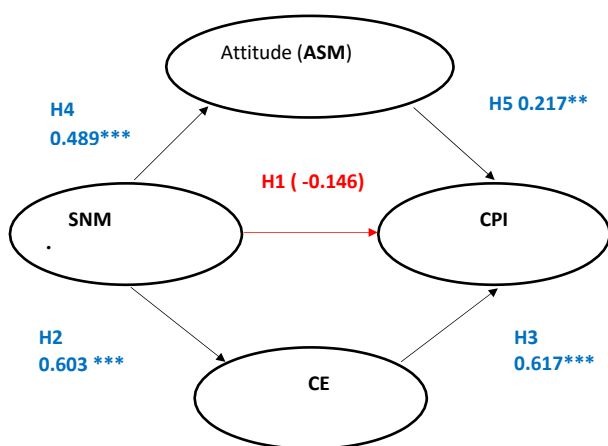 Attitude (ASM)
H4
0.489***
H5 0.217**
H1 ( -0.146)
SNM
.
CPI
H2
0.603 ***
H3
0.617***
CE